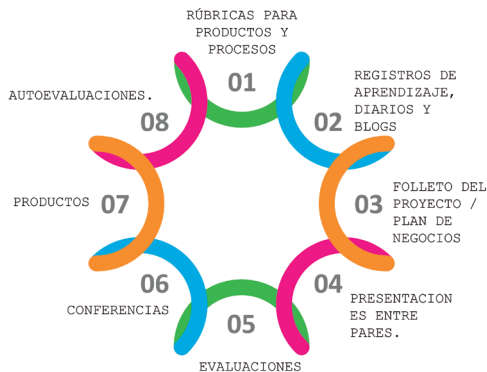 RÚBRICAS PARA
PRODUCTOS Y
PROCESOS
01
REGISTROS DE
APRENDIZAJE,
DIARIOS Y
BLOGS
02
FOLLETO DEL
PROYECTO /
PLAN DE
NEGOCIOS
03
04
PRESENTACION
ES ENTRE
PARES.
05
EVALUACIONES
06
CONFERENCIAS
PRODUCTOS
07
AUTOEVALUACIONES.
08